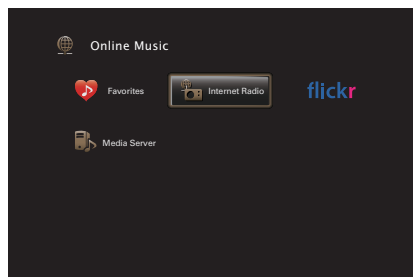 Online Music
Favorites
Internet Radio
flickr
Media Server